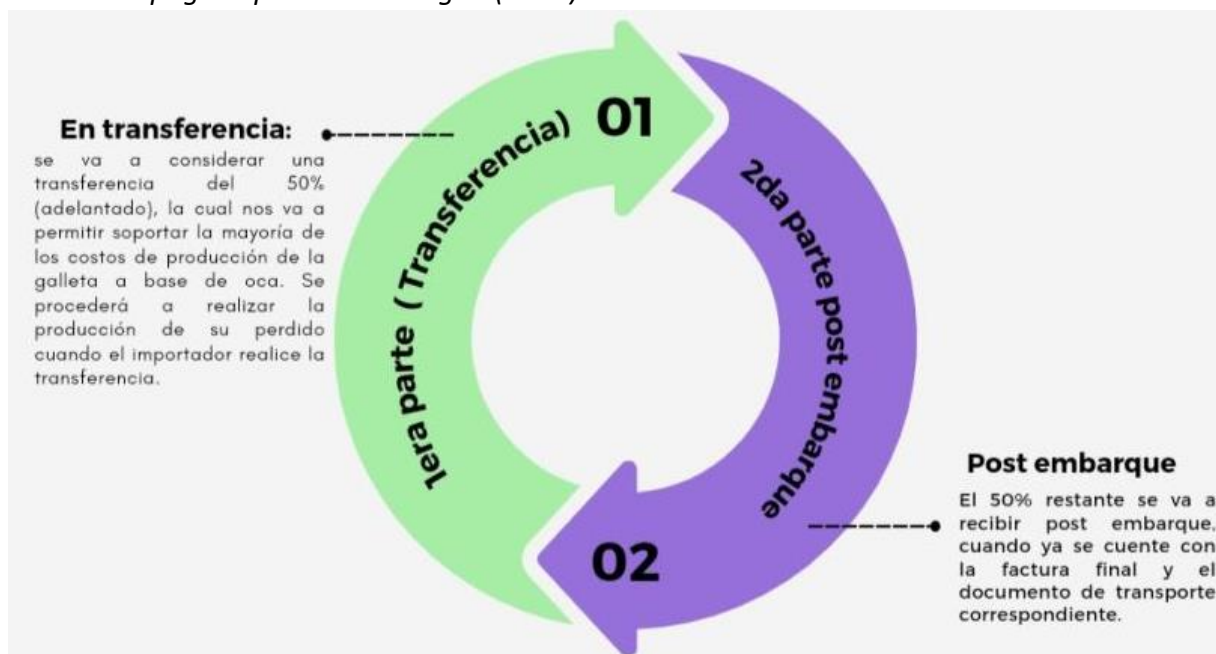 En transferencia:
se va a considerar una
transferencia del 50%
(adelantado), la cual nos va a
permitir soportar la mayoría de
los costos de producción de la
galleta a base de oca. Se
procederá a realizar la
producción de su perdido
cuando el importador realice la
transferencia.
1era parte ( Transferencia)
01
2da parte post embarque
02
Post embarque
El 50% restante se va a
recibir post embarque,
cuando ya se cuente con
la factura final y el
documento de transporte
correspondiente.